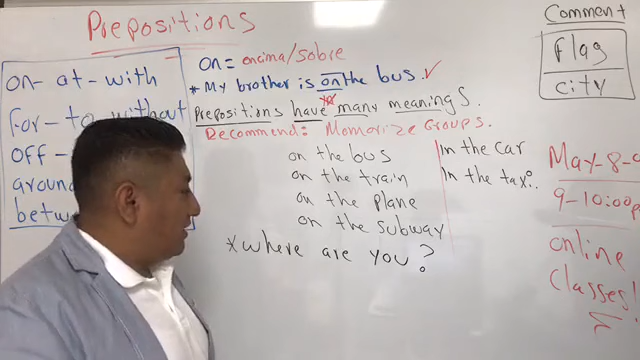 Prepositions
on- at- with
for- to- without
off -
around
on= encima/sobre
* My brother is on the bus. ✓
Prepositions have many meanings.
Recommend: Memorize Groups.
on the bus
on the train
on the plane
on the subway
in the car
in the taxi.
*Where are you?
Comment
flag
city
May-8-
9-10:00p
online
Classes!